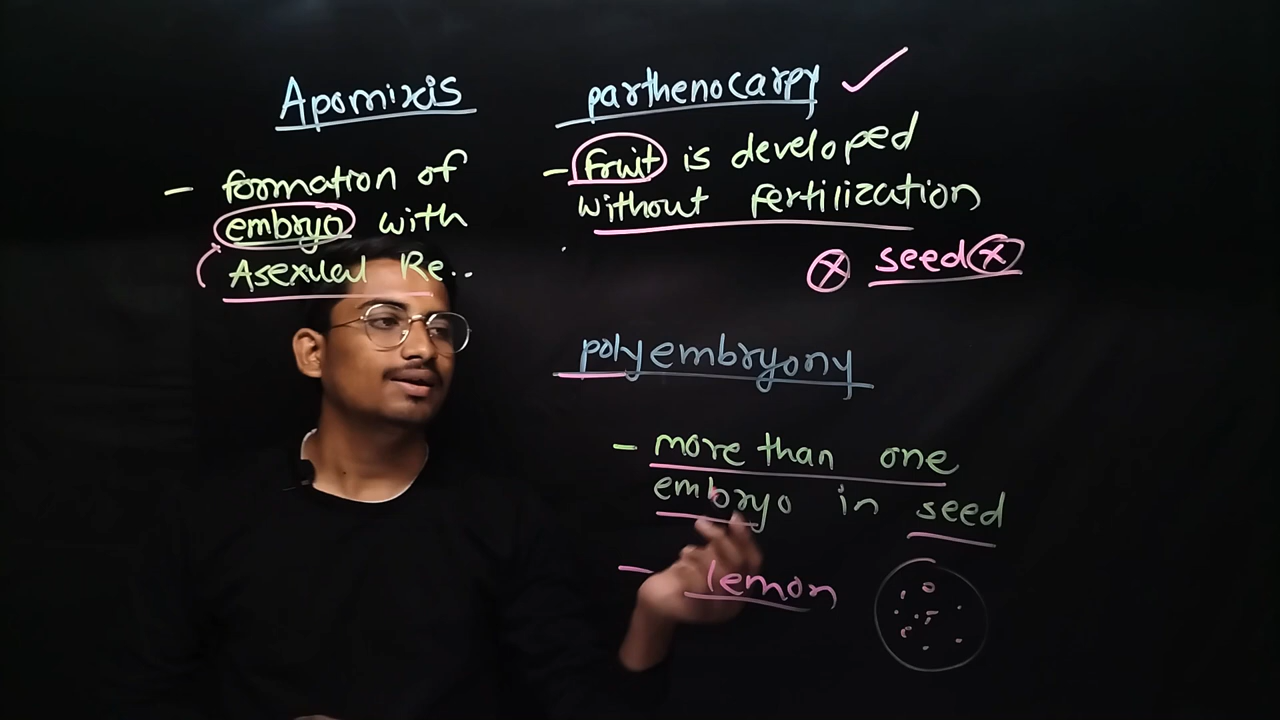 Apomixis
- formation of
embryo with
Asexual Re..
parthenocarpy ✓
- Fruit is developed
without fertilization
ⓧ seed ⓧ
polyembryony
- more than one
embryo in seed
- lemon